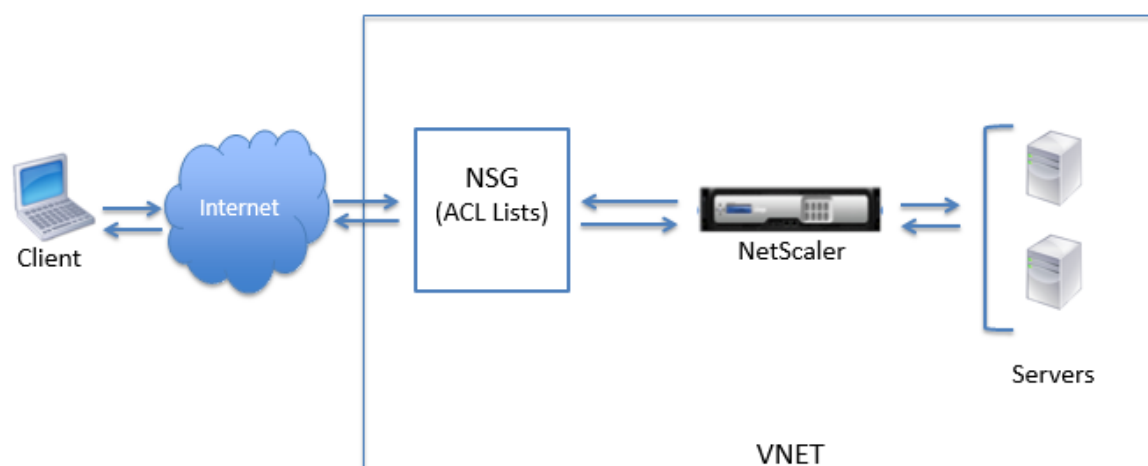 Client
Internet
NSG
(ACL Lists)
NetScaler
Servers
VNET